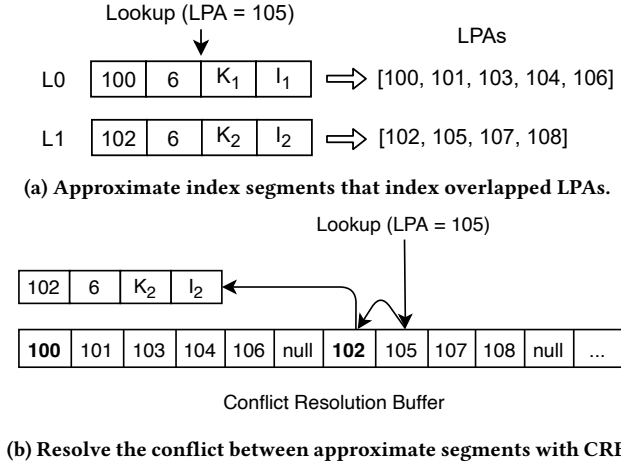 Lookup (LPA = 105)
LPAs
L0 100 6 K1 I1 [100, 101, 103, 104, 106]
L1 102 6 K2 I2 [102, 105, 107, 108]
(a) Approximate index segments that index overlapped LPAs.
Lookup (LPA = 105)
102 6 K2 I2
100 101 103 104 106 null 102 105 107 108 null ...
Conflict Resolution Buffer
(b) Resolve the conflict between approximate segments with CRB